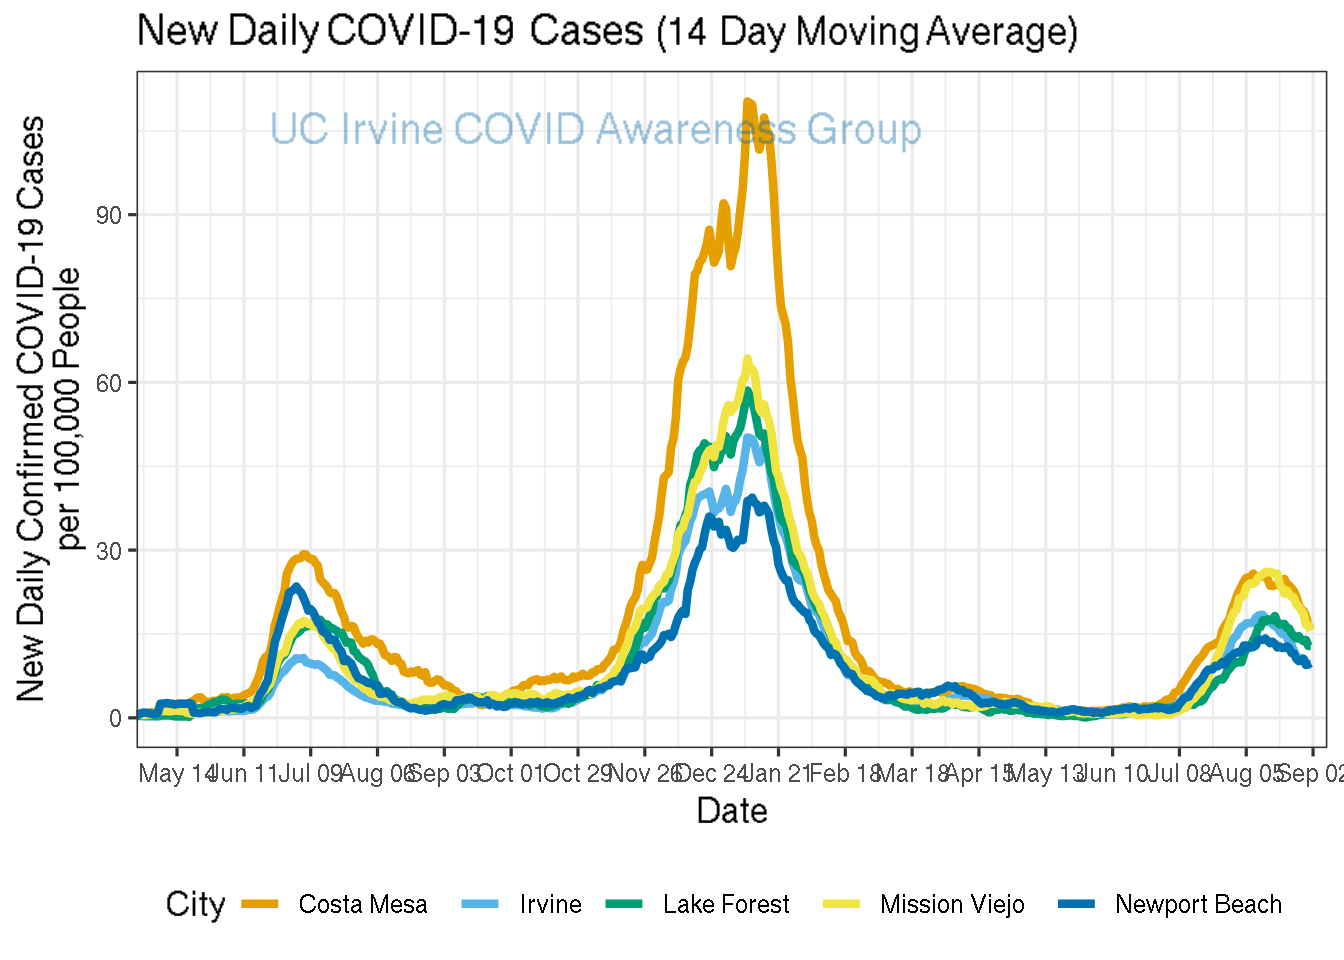 New Daily COVID-19 Cases (14 Day Moving Average)
UC Irvine COVID Awareness Group
New Daily Confirmed COVID-19 Cases
per 100,000 People
90
60
30
0
May 14 Jun 11 Jul 09 Aug 06 Sep 03 Oct 01 Oct 29 Nov 26 Dec 24 Jan 21 Feb 18 Mar 18 Apr 15 May 13 Jun 10 Jul 08 Aug 05 Sep 02
Date
City Costa Mesa Irvine Lake Forest Mission Viejo Newport Beach